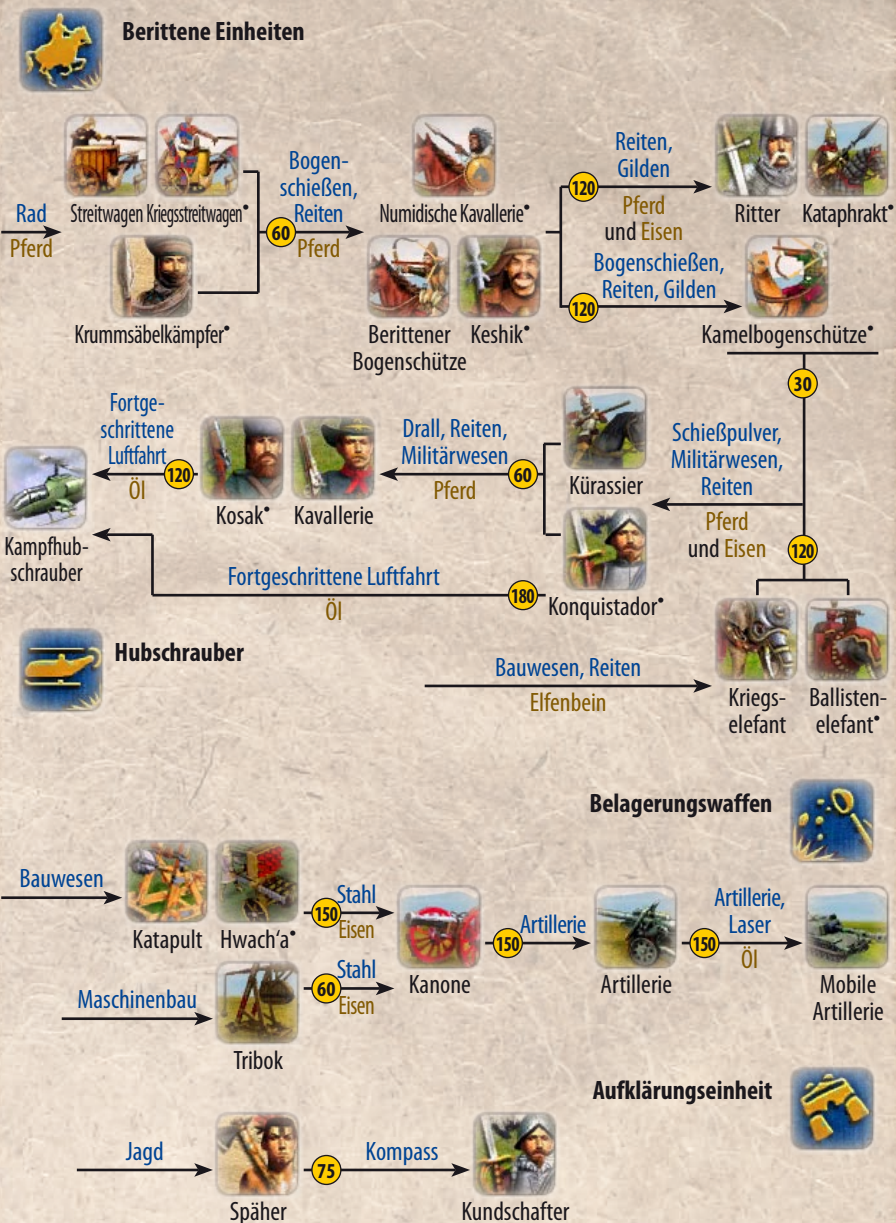 Berittene Einheiten
Rad
Pferd
Streitwagen Kriegsstreitwagen•
Krummsäbelkämpfer•
60
Bogen-
schießen,
Reiten
Pferd
Numidische Kavallerie•
Berittener
Bogenschütze
Keshik•
120
Reiten,
Gilden
Pferd
und Eisen
Ritter
Kataphrakt•
120
Bogenschießen,
Reiten, Gilden
Kamelbogenschütze•
30
Schießpulver,
Militärwesen,
Reiten
Pferd
und Eisen
120
Kürassier
Konquistador•
Drall, Reiten,
Militärwesen
60
Pferd
Kosak•
Kavallerie
Fortge-
schrittene
Luftfahrt
120
Öl
Kampfhub-
schrauber
Fortgeschrittene Luftfahrt
180
Öl
Hubschrauber
Bauwesen, Reiten
Elfenbein
Kriegs-
elefant
Ballisten-
elefant•
Belagerungswaffen
Bauwesen
Katapult
Hwach‘a•
150
Stahl
Eisen
Maschinenbau
Tribok
60
Stahl
Eisen
Kanone
150
Artillerie
Artillerie
150
Artillerie,
Laser
Öl
Mobile
Artillerie
Aufklärungseinheit
Jagd
Späher
75
Kompass
Kundschafter